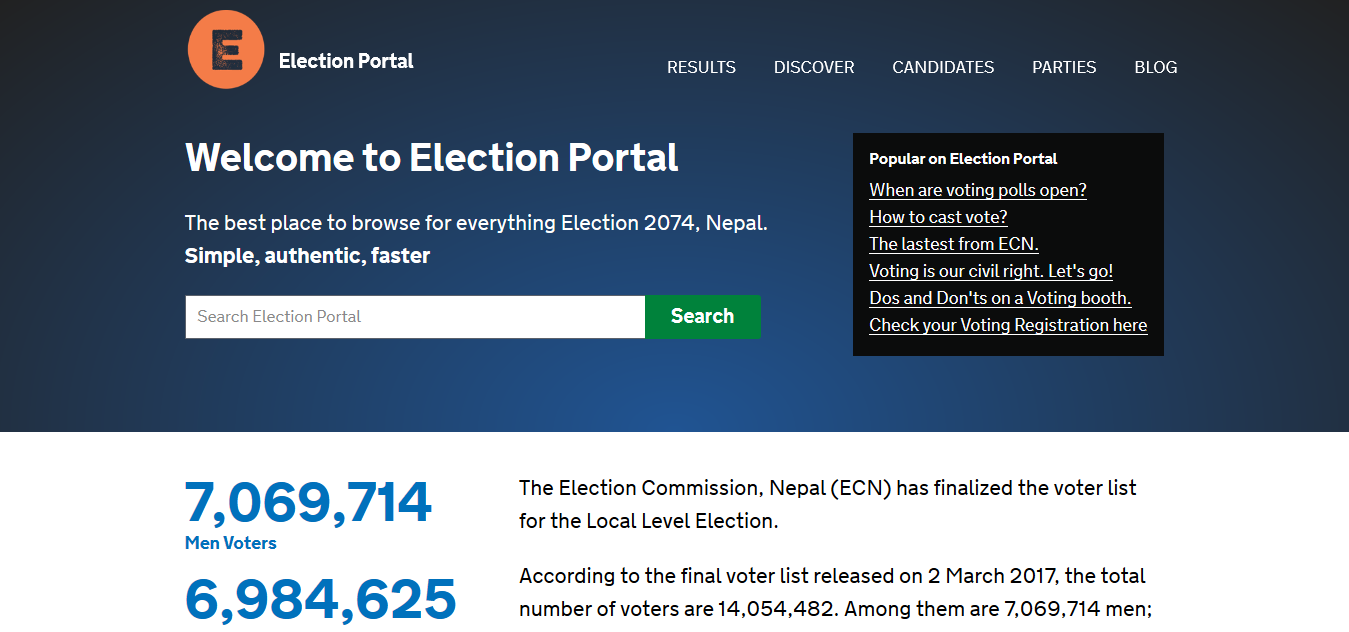 E
Election Portal
RESULTS DISCOVER CANDIDATES PARTIES BLOG
Welcome to Election Portal
The best place to browse for everything Election 2074, Nepal.
Simple, authentic, faster
Search Election Portal
Search
Popular on Election Portal
When are voting polls open?
How to cast vote?
The lastest from ECN.
Voting is our civil right. Let's go!
Dos and Don'ts on a Voting booth.
Check your Voting Registration here
7,069,714
Men Voters
6,984,625
The Election Commission, Nepal (ECN) has finalized the voter list
for the Local Level Election.
According to the final voter list released on 2 March 2017, the total
number of voters are 14,054,482. Among them are 7,069,714 men;